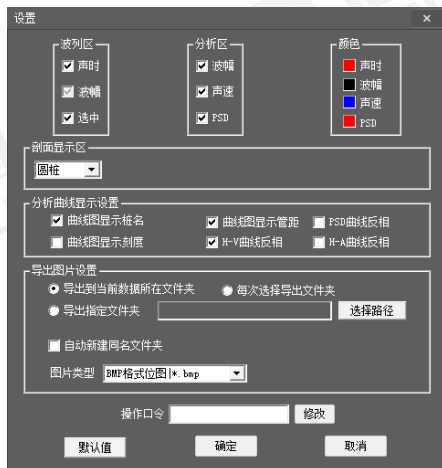 设置 ×
波列区 分析区 颜色
声时 波幅 声时
波幅 声速 波幅
声速
选中 PSD PSD
剖面显示区
圆桩
分析曲线显示设置
曲线图显示桩名 曲线图显示管距 PSD曲线反相
曲线图显示刻度 H-V曲线反相 H-A曲线反相
导出图片设置
导出到当前数据所在文件夹 每次选择导出文件夹
导出指定文件夹 选择路径
自动新建同名文件夹
图片类型 BMP格式位图|*.bmp
操作口令 修改
默认值 确定 取消